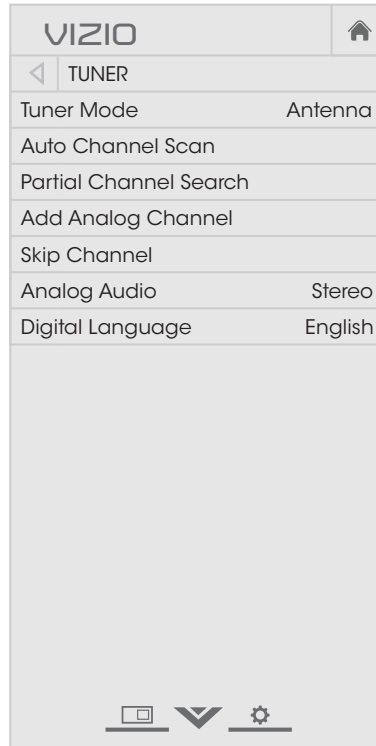 VIZIO
TUNER
Tuner Mode Antenna
Auto Channel Scan
Partial Channel Search
Add Analog Channel
Skip Channel
Analog Audio Stereo
Digital Language English